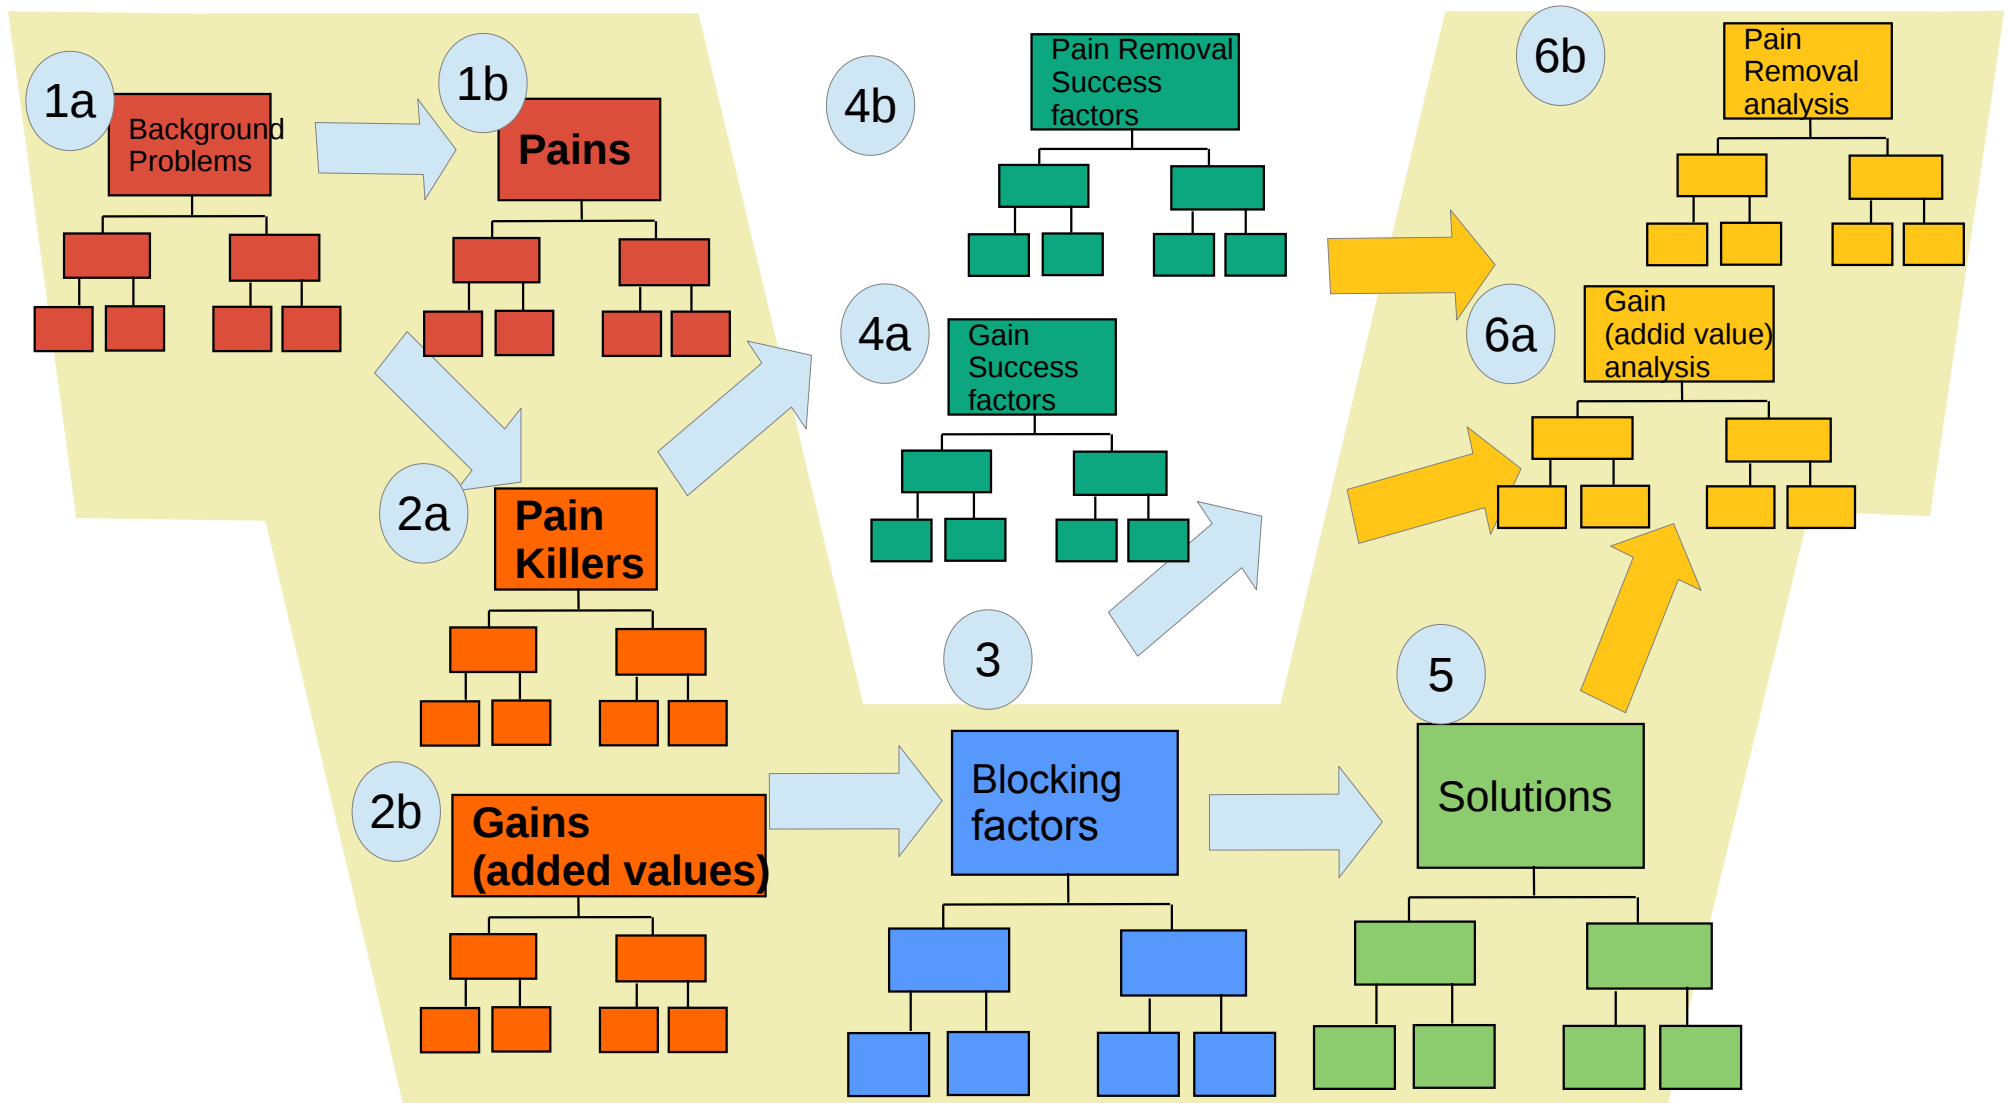 1a
Background
Problems
1b
Pains
2a
Pain
Killers
2b
Gains
(added values)
3
Blocking
factors
4b
Pain Removal
Success
factors
4a
Gain
Success
factors
5
Solutions
6b
Pain
Removal
analysis
6a
Gain
(addid value)
analysis